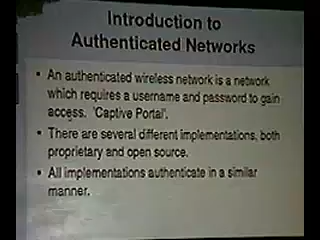 Introduction to
Authenticated Networks
• An authenticated wireless network is a network
which requires a username and password to gain
access. 'Captive Portal'.
• There are several different implementations, both
proprietary and open source.
• All implementations authenticate in a similar
manner.